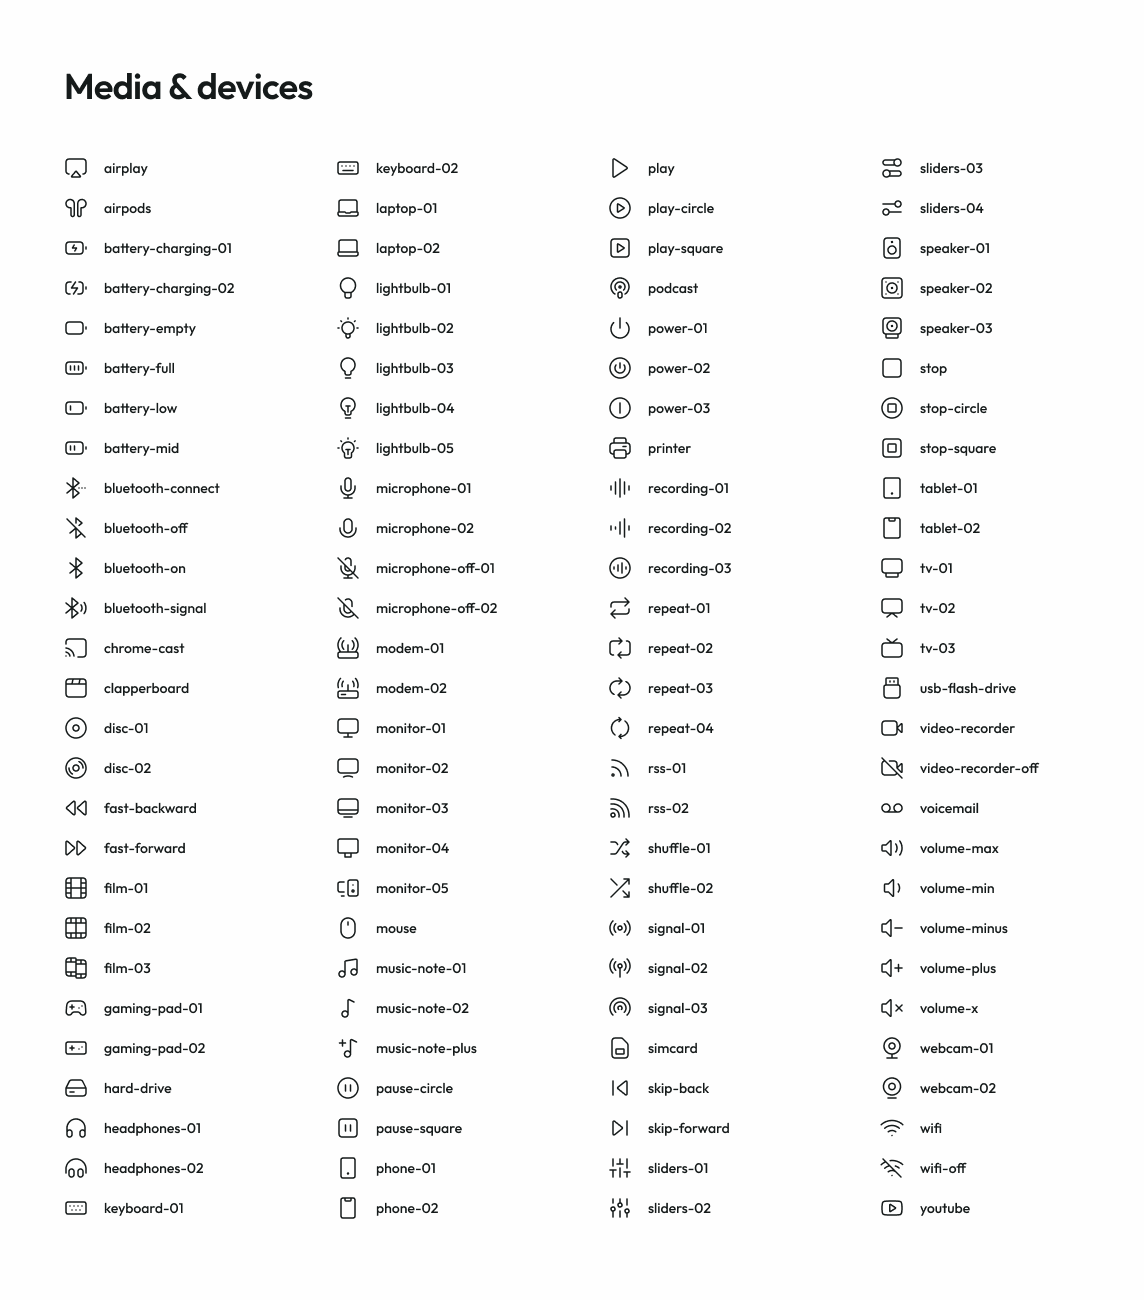 Media & devices
airplay
airpods
battery-charging-01
battery-charging-02
battery-empty
battery-full
battery-low
battery-mid
bluetooth-connect
bluetooth-off
bluetooth-on
bluetooth-signal
chrome-cast
clapperboard
disc-01
disc-02
fast-backward
fast-forward
film-01
film-02
film-03
gaming-pad-01
gaming-pad-02
hard-drive
headphones-01
headphones-02
keyboard-01
keyboard-02
laptop-01
laptop-02
lightbulb-01
lightbulb-02
lightbulb-03
lightbulb-04
lightbulb-05
microphone-01
microphone-02
microphone-off-01
microphone-off-02
modem-01
modem-02
monitor-01
monitor-02
monitor-03
monitor-04
monitor-05
mouse
music-note-01
music-note-02
music-note-plus
pause-circle
pause-square
phone-01
phone-02
play
play-circle
play-square
podcast
power-01
power-02
power-03
printer
recording-01
recording-02
recording-03
repeat-01
repeat-02
repeat-03
repeat-04
rss-01
rss-02
shuffle-01
shuffle-02
signal-01
signal-02
signal-03
simcard
skip-back
skip-forward
sliders-01
sliders-02
sliders-03
sliders-04
speaker-01
speaker-02
speaker-03
stop
stop-circle
stop-square
tablet-01
tablet-02
tv-01
tv-02
tv-03
usb-flash-drive
video-recorder
video-recorder-off
voicemail
volume-max
volume-min
volume-minus
volume-plus
volume-x
webcam-01
webcam-02
wifi
wifi-off
youtube